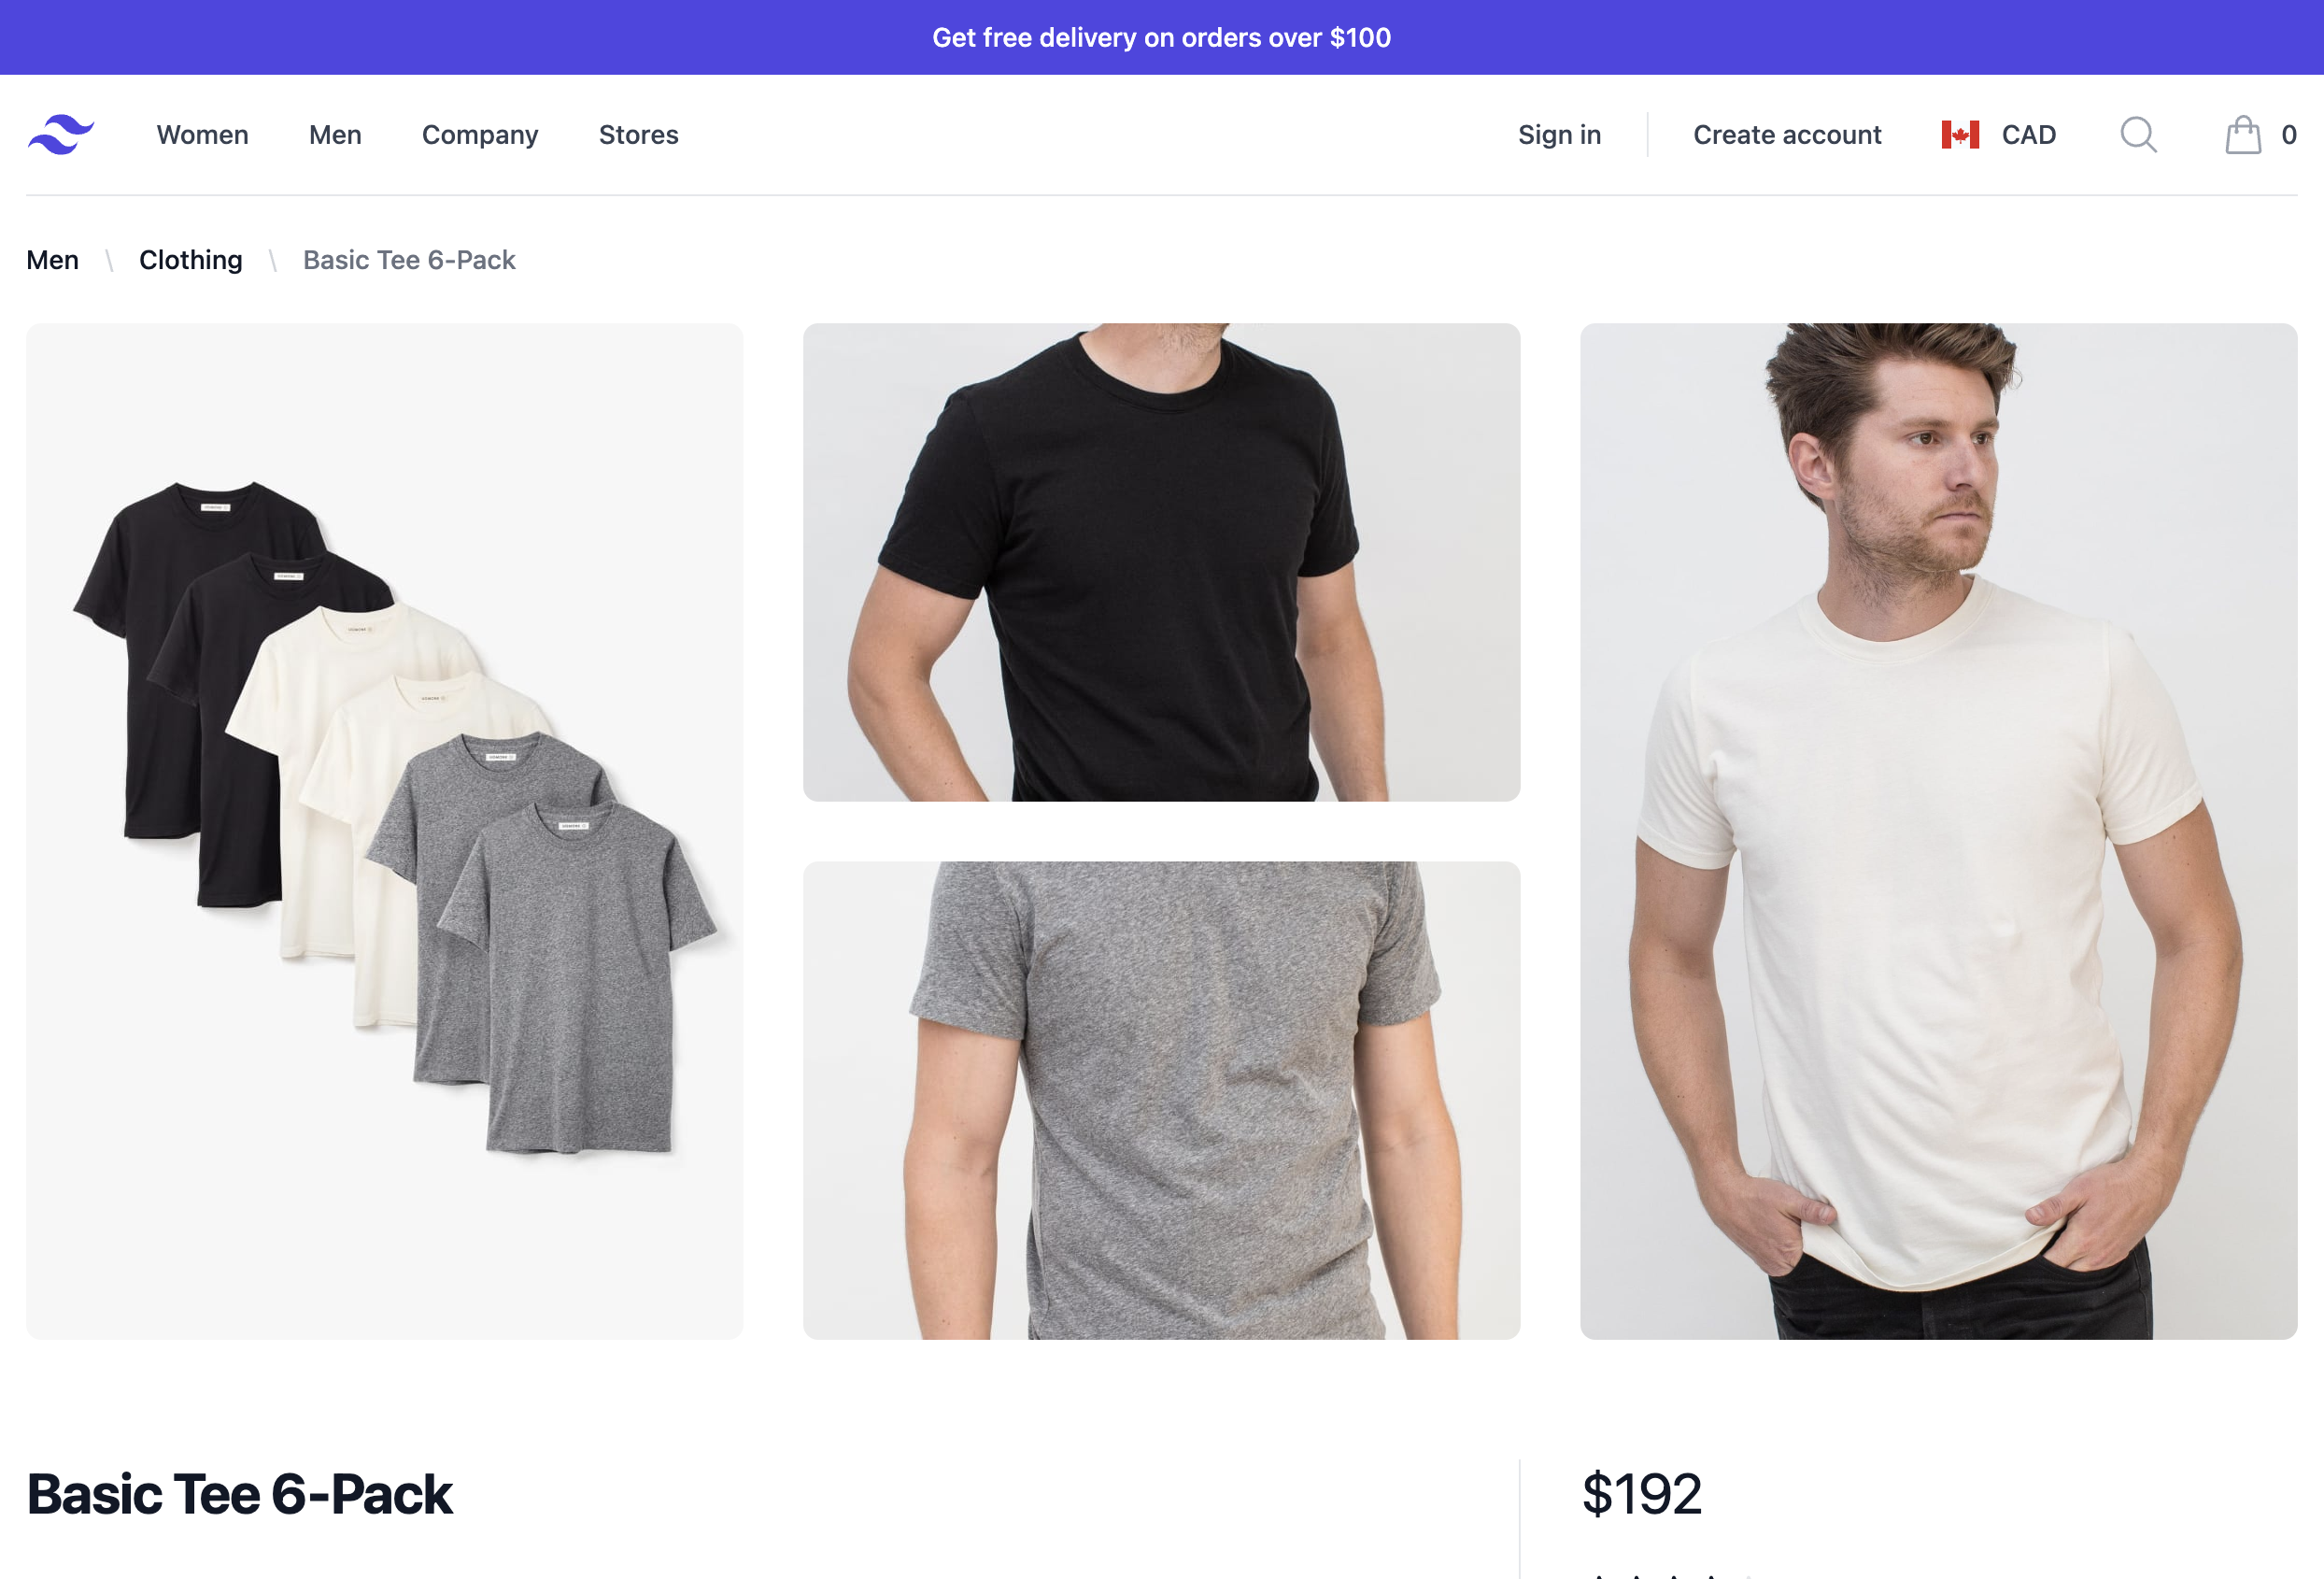 Get free delivery on orders over $100
Women Men Company Stores Sign in Create account CAD 0
Men \ Clothing \ Basic Tee 6-Pack
Basic Tee 6-Pack $192